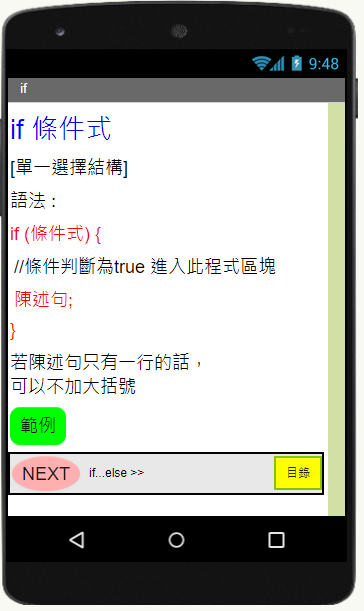 9:48
if
if 條件式
[單一選擇結構]
語法 :
if (條件式) {
//條件判斷為true 進入此程式區塊
陳述句;
}
若陳述句只有一行的話，
可以不加大括號
範例
NEXT if...else >> 目錄